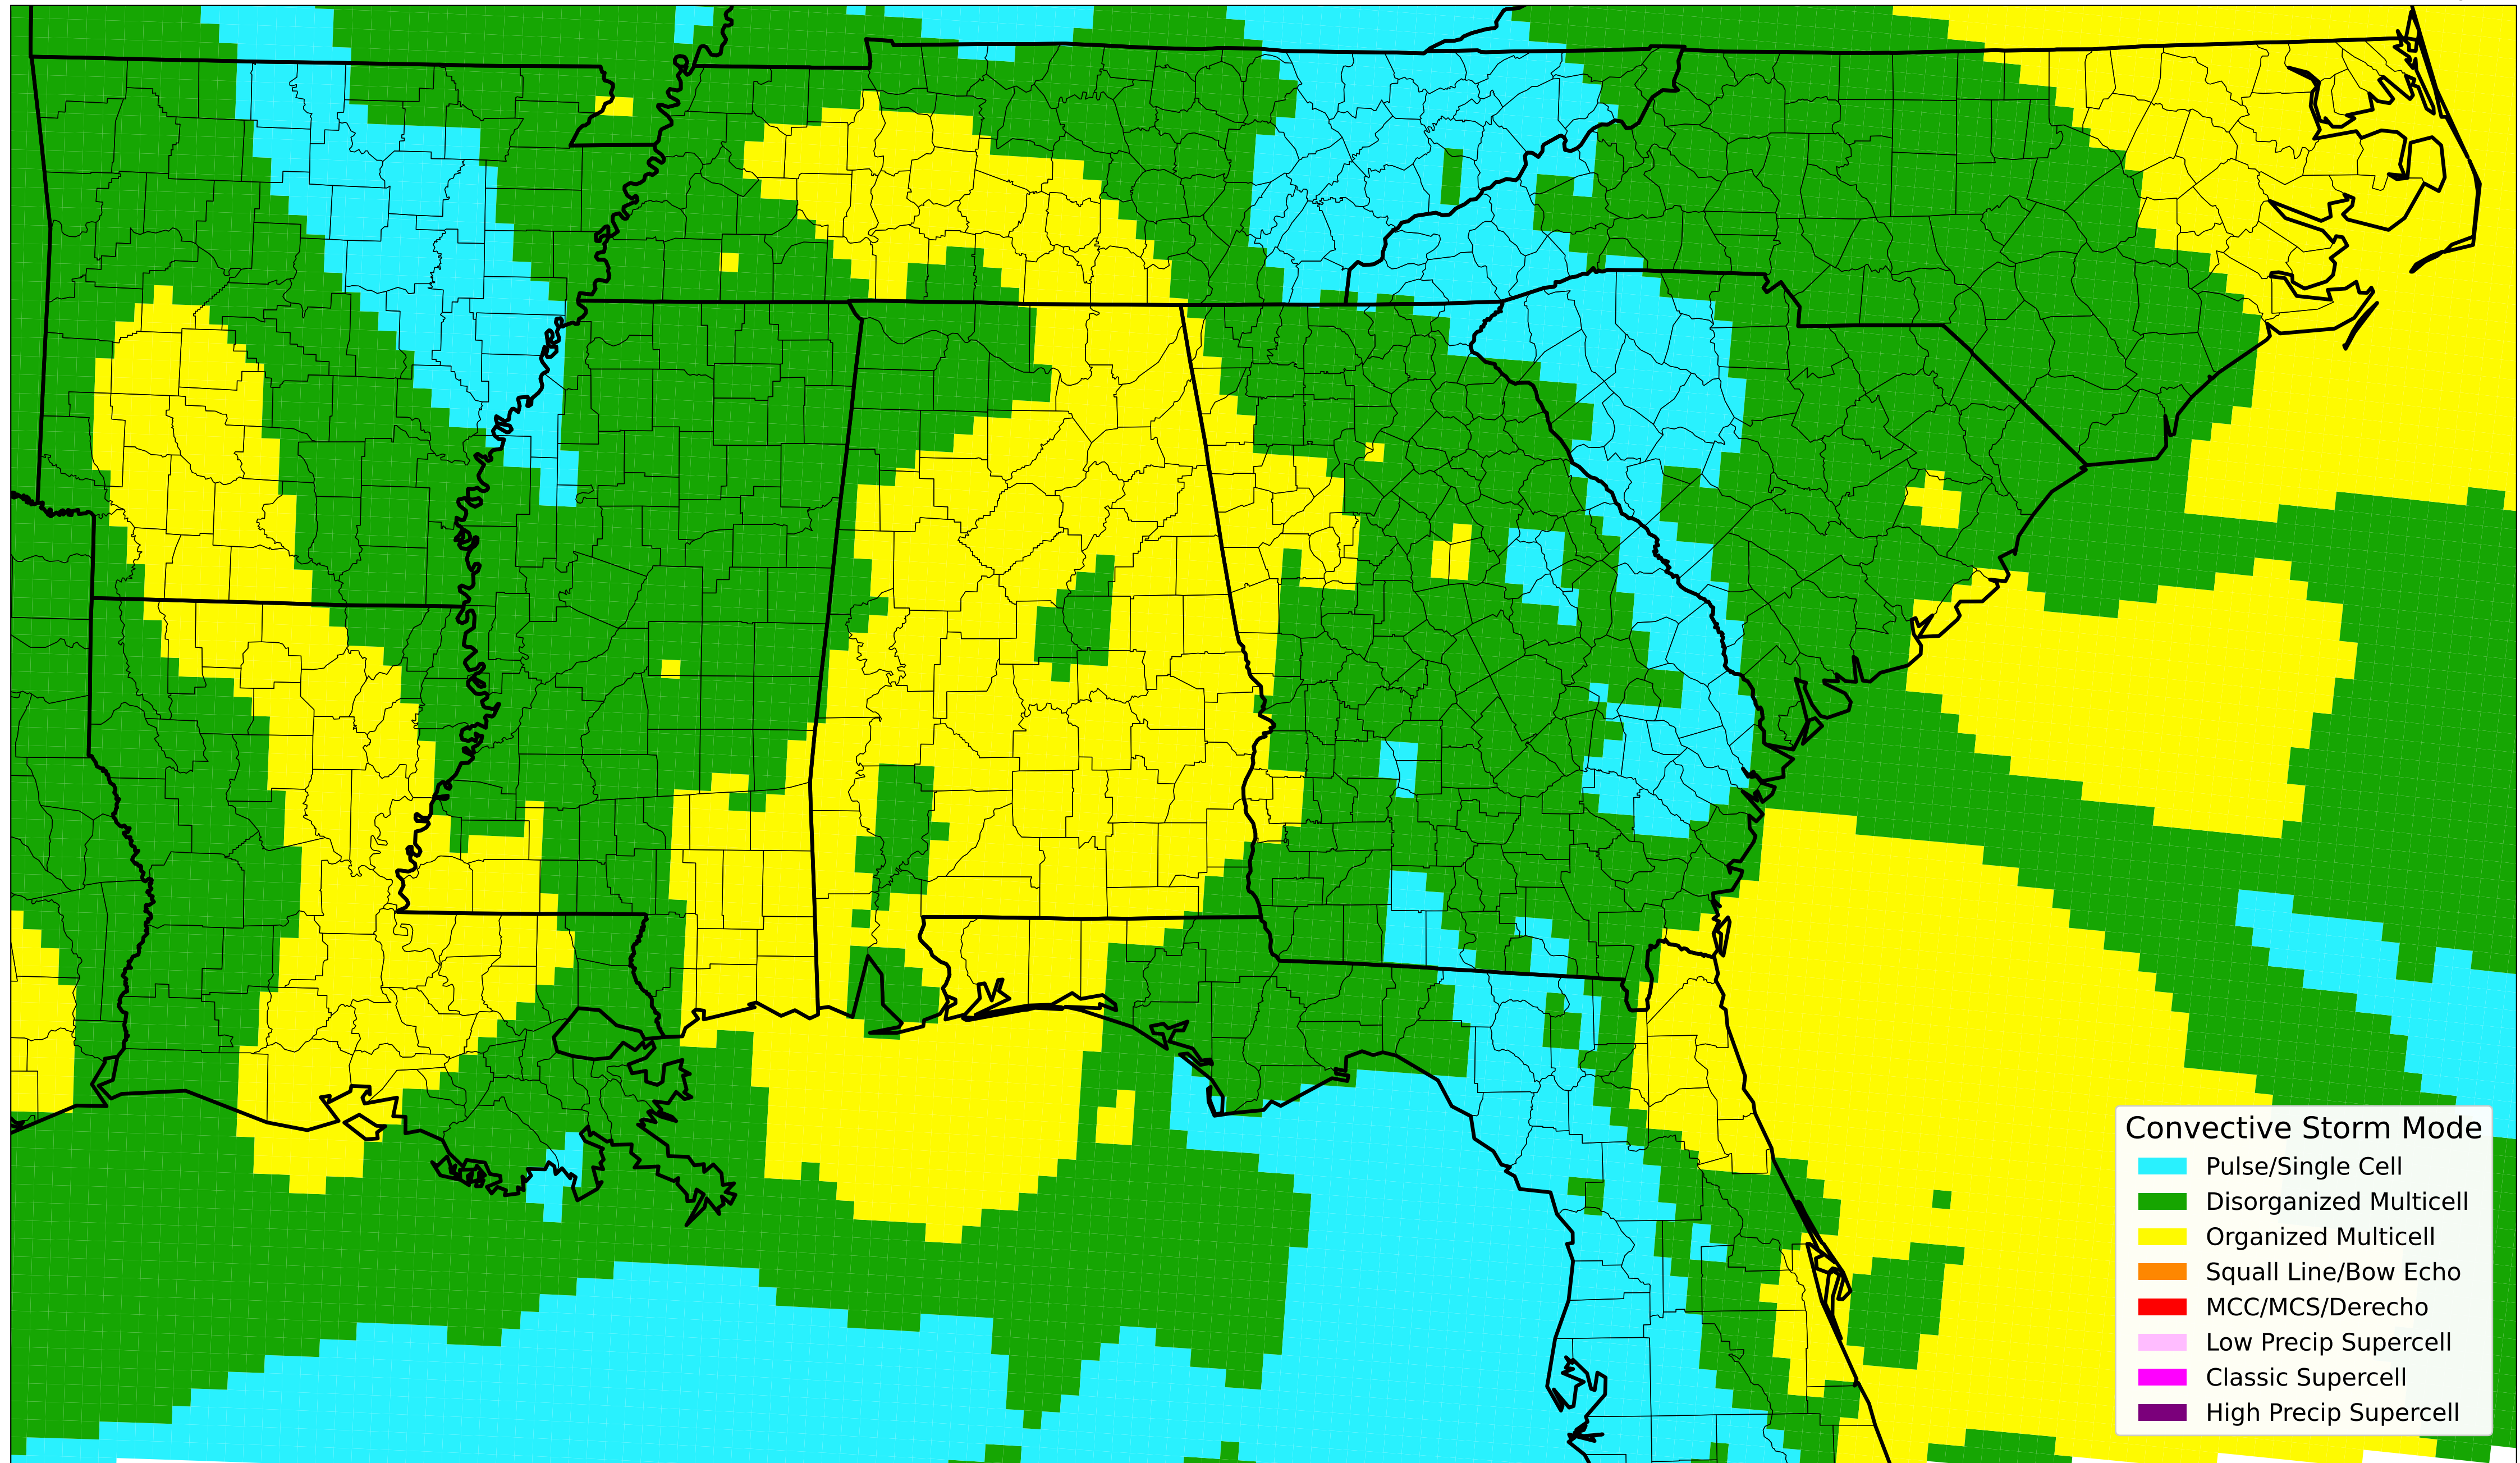 Convective Storm Mode
Pulse/Single Cell
Disorganized Multicell
Organized Multicell
Squall Line/Bow Echo
MCC/MCS/Derecho
Low Precip Supercell
Classic Supercell
High Precip Supercell